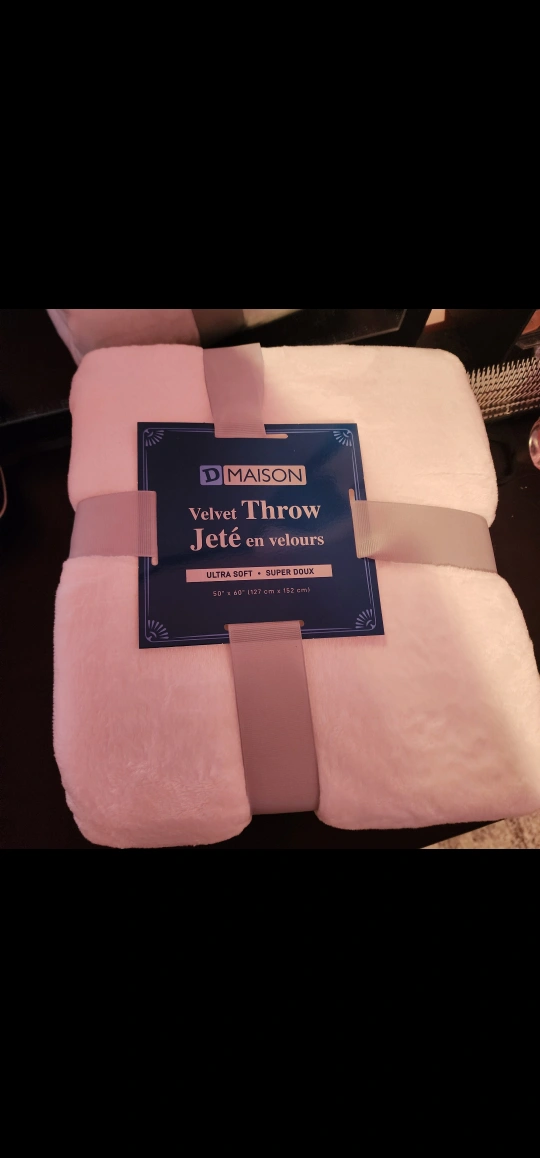 D MAISON
Velvet Throw
Jeté en velours
ULTRA SOFT • SUPER DOUX
50" x 60" (127 cm x 152 cm)